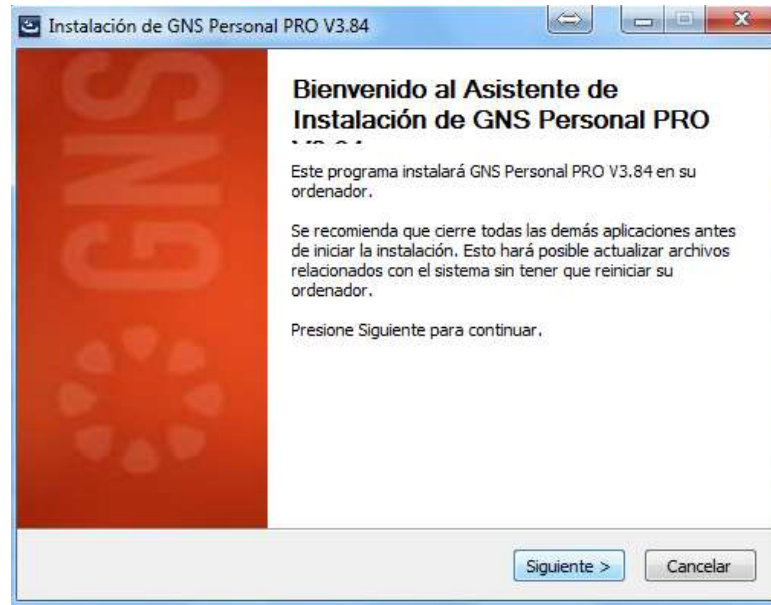 Instalación de GNS Personal PRO V3.84
GNS
Bienvenido al Asistente de
Instalación de GNS Personal PRO
Este programa instalará GNS Personal PRO V3.84 en su
ordenador.
Se recomienda que cierre todas las demás aplicaciones antes
de iniciar la instalación. Esto hará posible actualizar archivos
relacionados con el sistema sin tener que reiniciar su
ordenador.
Presione Siguiente para continuar.
Siguiente >
Cancelar